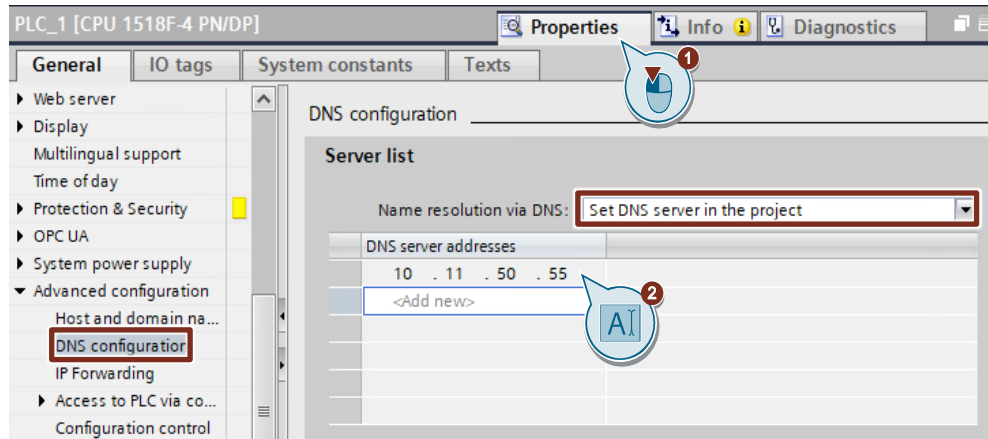 PLC_1 [CPU 1518F-4 PN/DP]
Properties
Info
Diagnostics
General
IO tags
System constants
Texts
1
Web server
Display
Multilingual support
Time of day
Protection & Security
OPC UA
System power supply
Advanced configuration
Host and domain na...
DNS configuration
IP Forwarding
Access to PLC via co...
Configuration control
DNS configuration
Server list
Name resolution via DNS: Set DNS server in the project
DNS server addresses
10 . 11 . 50 . 55
<Add new>
2
A